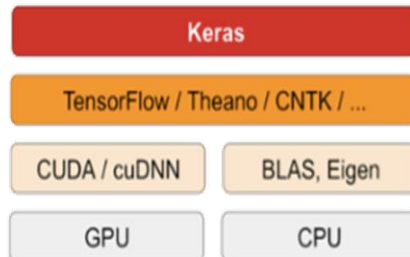 Keras
TensorFlow / Theano / CNTK / ...
CUDA / cuDNN
BLAS, Eigen
GPU
CPU